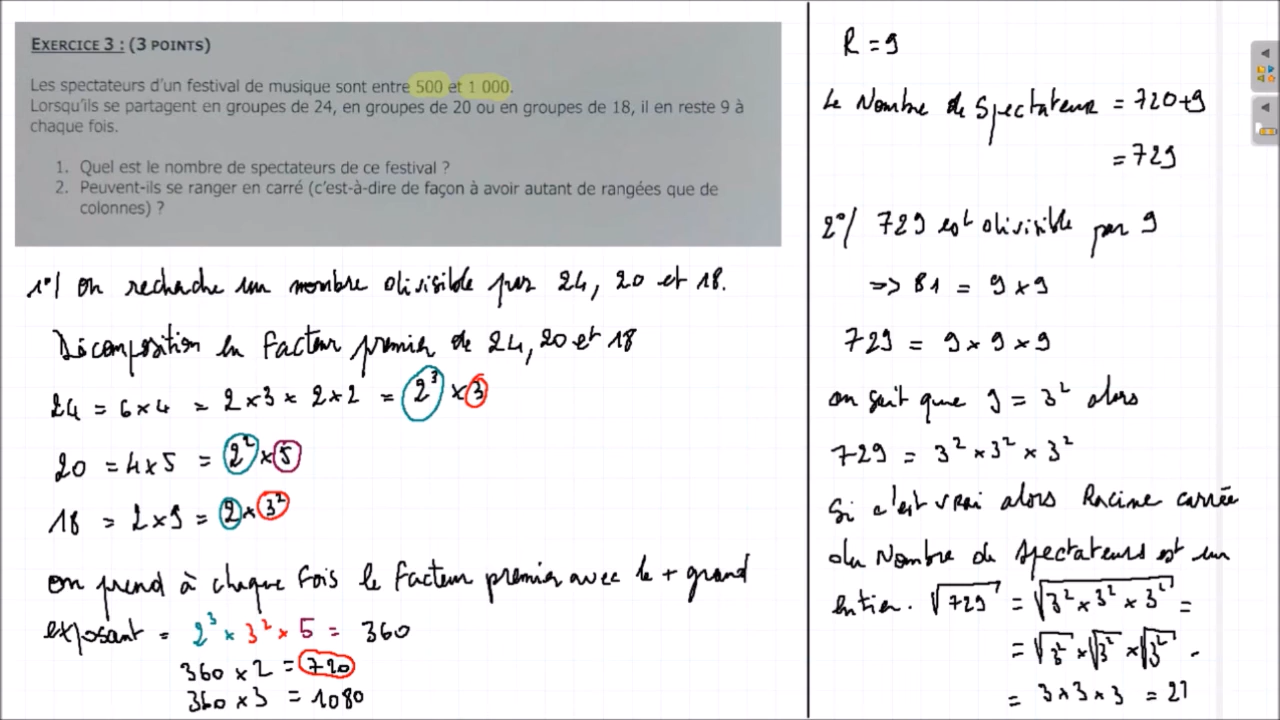 EXERCICE 3 : (3 POINTS)
Les spectateurs d'un festival de musique sont entre 500 et 1 000.
Lorsqu'ils se partagent en groupes de 24, en groupes de 20 ou en groupes de 18, il en reste 9 à
chaque fois.
1. Quel est le nombre de spectateurs de ce festival ?
2. Peuvent-ils se ranger en carré (c'est-à-dire de façon à avoir autant de rangées que de
colonnes) ?
1°/ On recherche un nombre divisible par 24, 20 et 18.
Décomposition en facteur premier de 24, 20 et 18
24 = 6 × 4 = 2 × 3 × 2 × 2 = 2³ × 3
20 = 4 × 5 = 2² × 5
18 = 2 × 9 = 2 × 3²
On prend à chaque fois le facteur premier avec le + grand
exposant = 2³ × 3² × 5 = 360
360 × 2 = 720
360 × 3 = 1080
R = 9
Le Nombre de Spectateurs = 720 + 9
= 729
2°/ 729 est divisible par 9
=> 81 = 9 × 9
729 = 9 × 9 × 9
on sait que 9 = 3² alors
729 = 3² × 3² × 3²
Si c'est vrai alors Racine carrée
du Nombre de Spectateurs est un
entier. √729 = √3² × 3² × 3² =
= √3² × √3² × √3² .
= 3 × 3 × 3 = 27